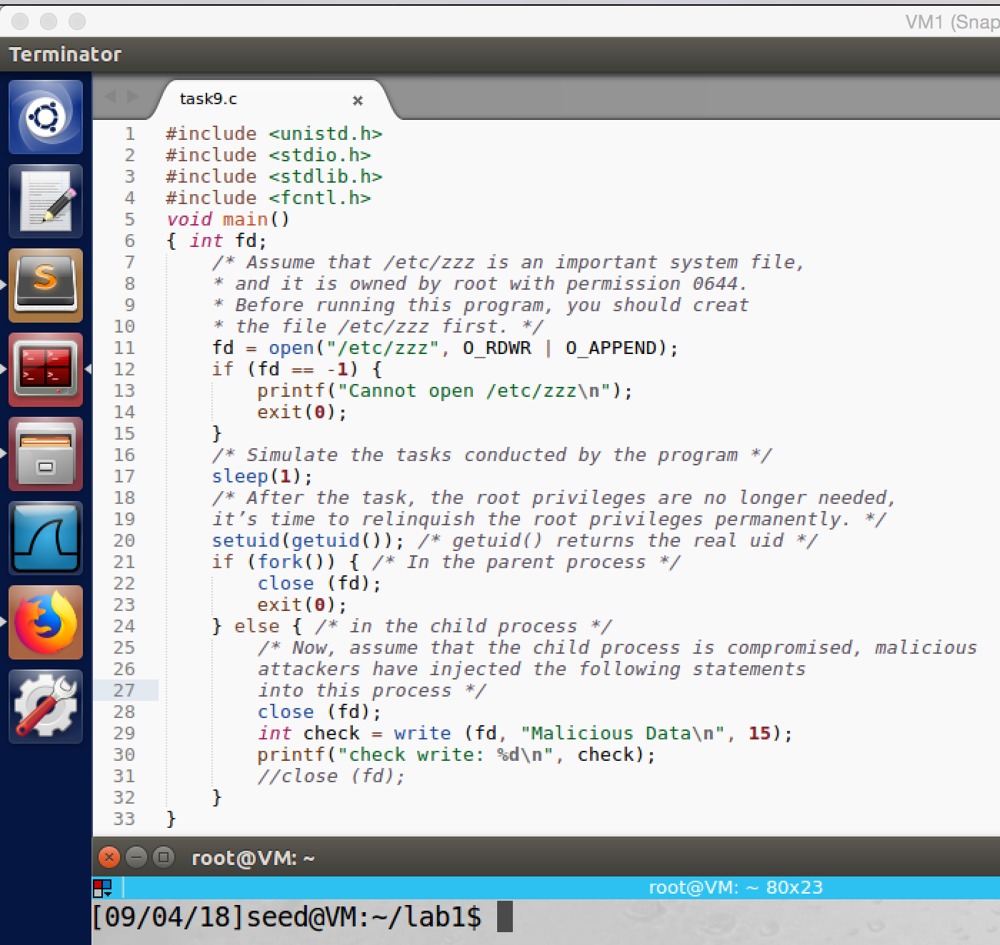 VM1 (Snap
Terminator
task9.c
1 #include <unistd.h>
2 #include <stdio.h>
3 #include <stdlib.h>
4 #include <fcntl.h>
5 void main()
6 { int fd;
7 /* Assume that /etc/zzz is an important system file,
8 * and it is owned by root with permission 0644.
9 * Before running this program, you should creat
10 * the file /etc/zzz first. */
11 fd = open("/etc/zzz", O_RDWR | O_APPEND);
12 if (fd == -1) {
13 printf("Cannot open /etc/zzz\n");
14 exit(0);
15 }
16 /* Simulate the tasks conducted by the program */
17 sleep(1);
18 /* After the task, the root privileges are no longer needed,
19 it’s time to relinquish the root privileges permanently. */
20 setuid(getuid()); /* getuid() returns the real uid */
21 if (fork()) { /* In the parent process */
22 close (fd);
23 exit(0);
24 } else { /* in the child process */
25 /* Now, assume that the child process is compromised, malicious
26 attackers have injected the following statements
27 into this process */
28 close (fd);
29 int check = write (fd, "Malicious Data\n", 15);
30 printf("check write: %d\n", check);
31 //close (fd);
32 }
33 }
root@VM: ~
root@VM: ~ 80x23
[09/04/18]seed@VM:~/lab1$